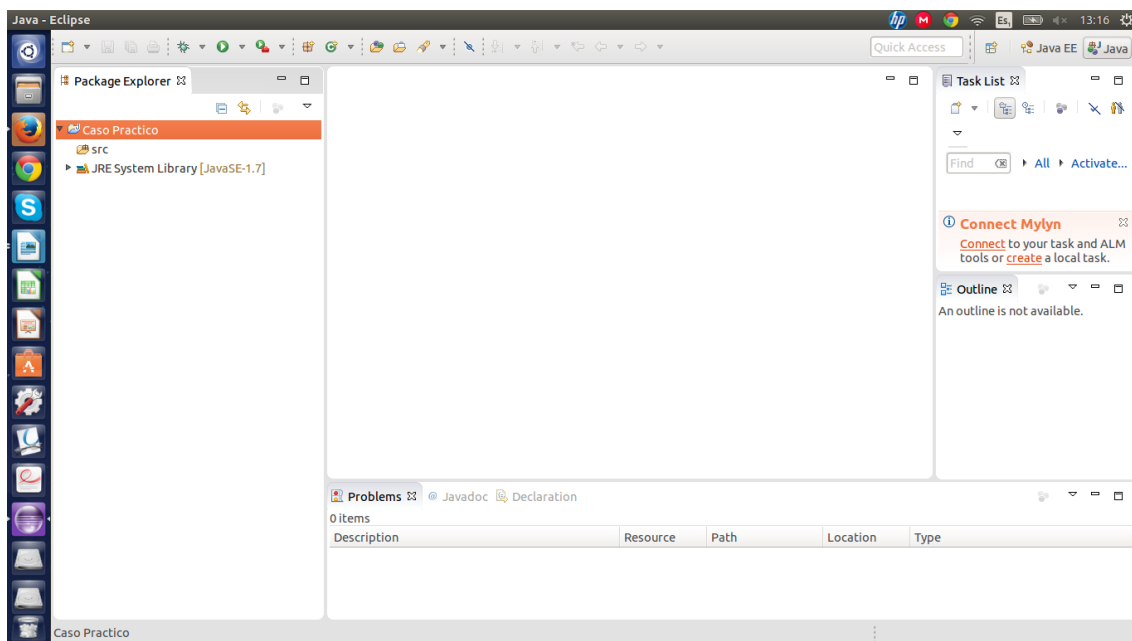 Java - Eclipse
hp M Es₁ 13:16
Quick Access Java EE Java
Package Explorer
Task List
Caso Practico
src
JRE System Library [JavaSE-1.7]
Find All Activate...
Connect Mylyn
Connect to your task and ALM
tools or create a local task.
Outline
An outline is not available.
Problems @ Javadoc Declaration
0 items
Description Resource Path Location Type
Caso Practico